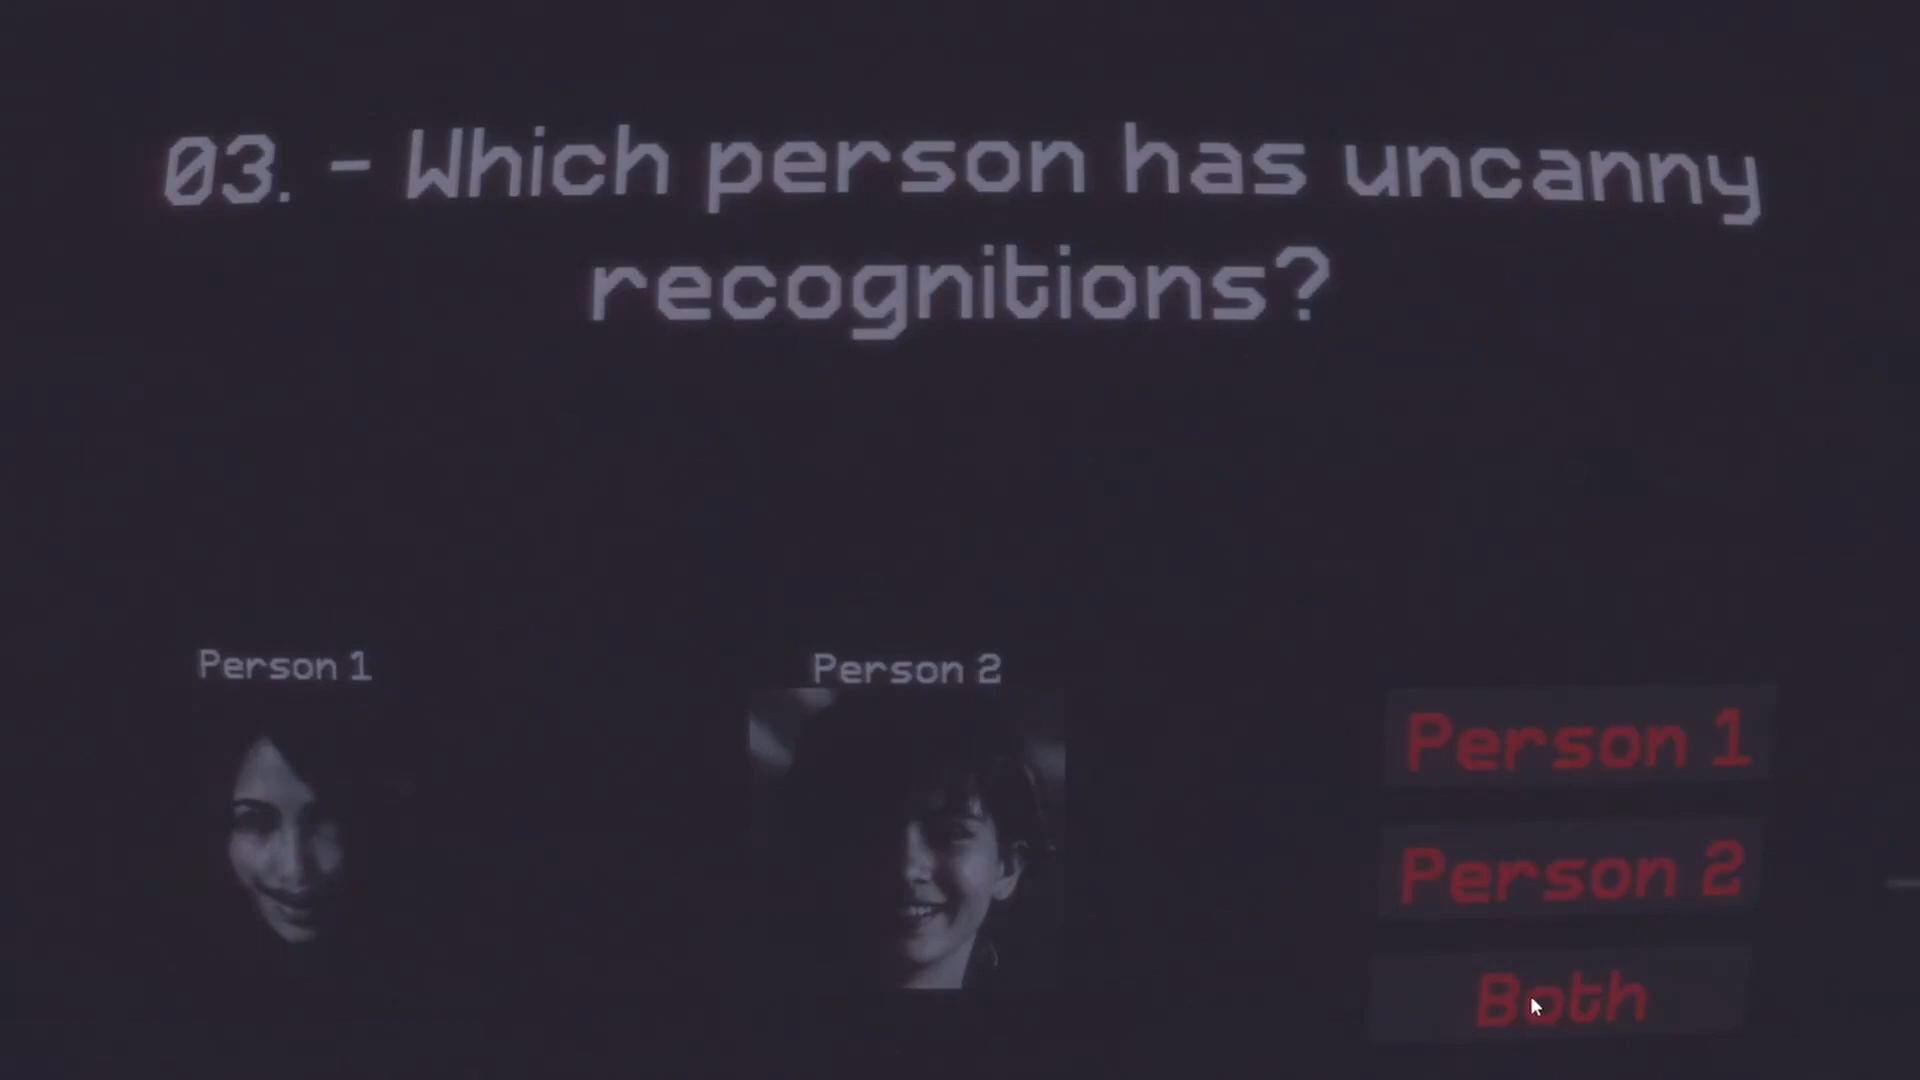 03. - Which person has uncanny
recognitions?
Person 1
Person 2
Person 1
Person 2
Both